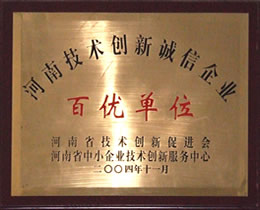 河南技术创新诚信企业
百优单位
河南省技术创新促进会
河南省中小企业技术创新服务中心
二〇〇四年十一月